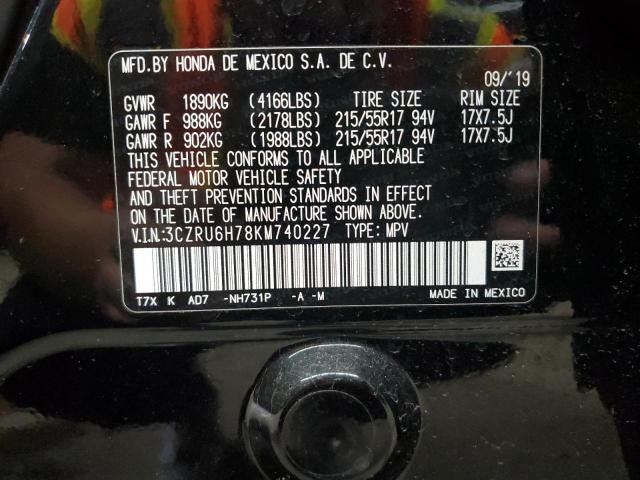 MFD.BY HONDA DE MEXICO S.A. DE C.V.
09/'19
GVWR 1890KG (4166LBS) TIRE SIZE RIM SIZE
GAWR F 988KG (2178LBS) 215/55R17 94V 17X7.5J
GAWR R 902KG (1988LBS) 215/55R17 94V 17X7.5J
THIS VEHICLE CONFORMS TO ALL APPLICABLE
FEDERAL MOTOR VEHICLE SAFETY
AND THEFT PREVENTION STANDARDS IN EFFECT
ON THE DATE OF MANUFACTURE SHOWN ABOVE.
V.I.N.:3CZRU6H78KM740227 TYPE: MPV
T7X K AD7 -NH731P -A -M MADE IN MEXICO